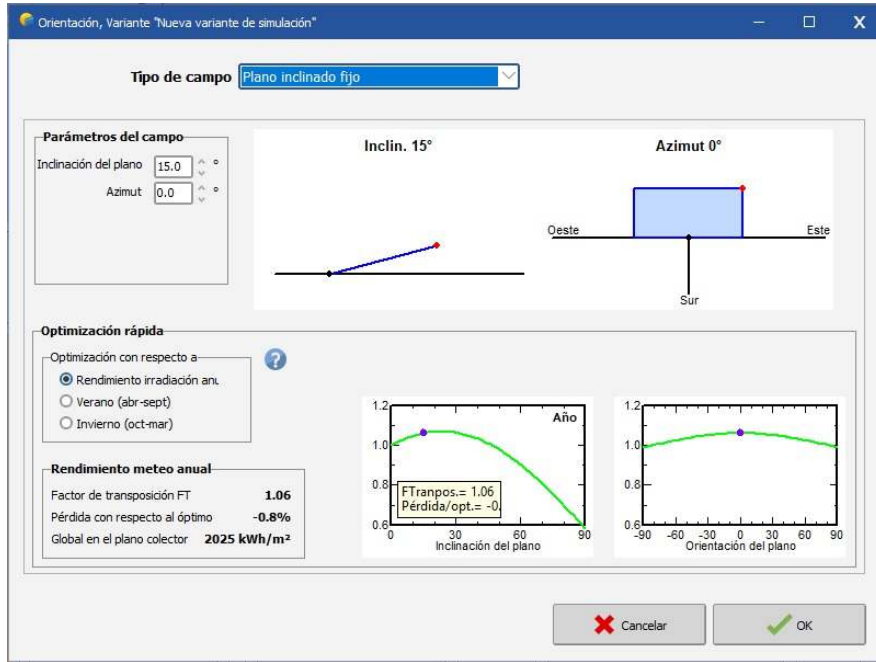 Orientación, Variante "Nueva variante de simulación"
Tipo de campo Plano inclinado fijo
Parámetros del campo
Inclinación del plano 15.0 °
Azimut 0.0 °
Inclin. 15°
Azimut 0°
Oeste Este
Sur
Optimización rápida
Optimización con respecto a
Rendimiento irradiación anu
Verano (abr-sept)
Invierno (oct-mar)
?
Rendimiento meteo anual
Factor de transposición FT 1.06
Pérdida con respecto al óptimo -0.8%
Global en el plano colector 2025 kWh/m²
Año
1.2
1.0
0.8
0.6
FTranpos.= 1.06
Pérdida/opt.= -0.
0 30 60 90
Inclinación del plano
1.2
1.0
0.8
0.6
-90 -60 -30 0 30 60 90
Orientación del plano
Cancelar
OK